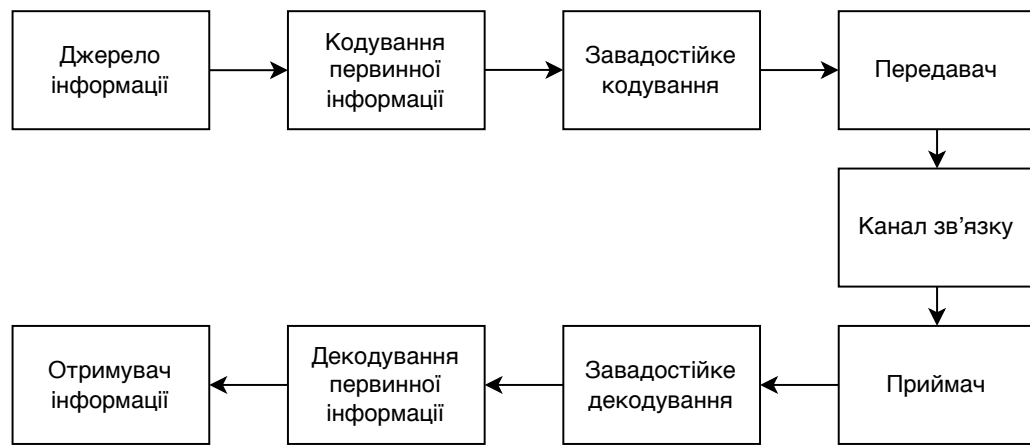 Джерело
інформації
Кодування
первинної
інформації
Завадостійке
кодування
Передавач
Канал зв’язку
Отримувач
інформації
Декодування
первинної
інформації
Завадостійке
декодування
Приймач